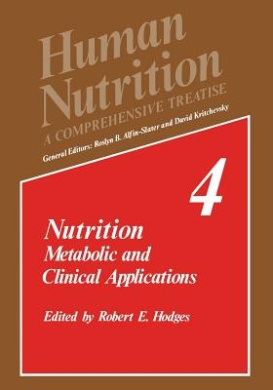 Human
Nutrition
A COMPREHENSIVE TREATISE
General Editors: Roslyn B. Alfin-Slater and David Kritchevsky
4
Nutrition
Metabolic and
Clinical Applications
Edited by Robert E. Hodges